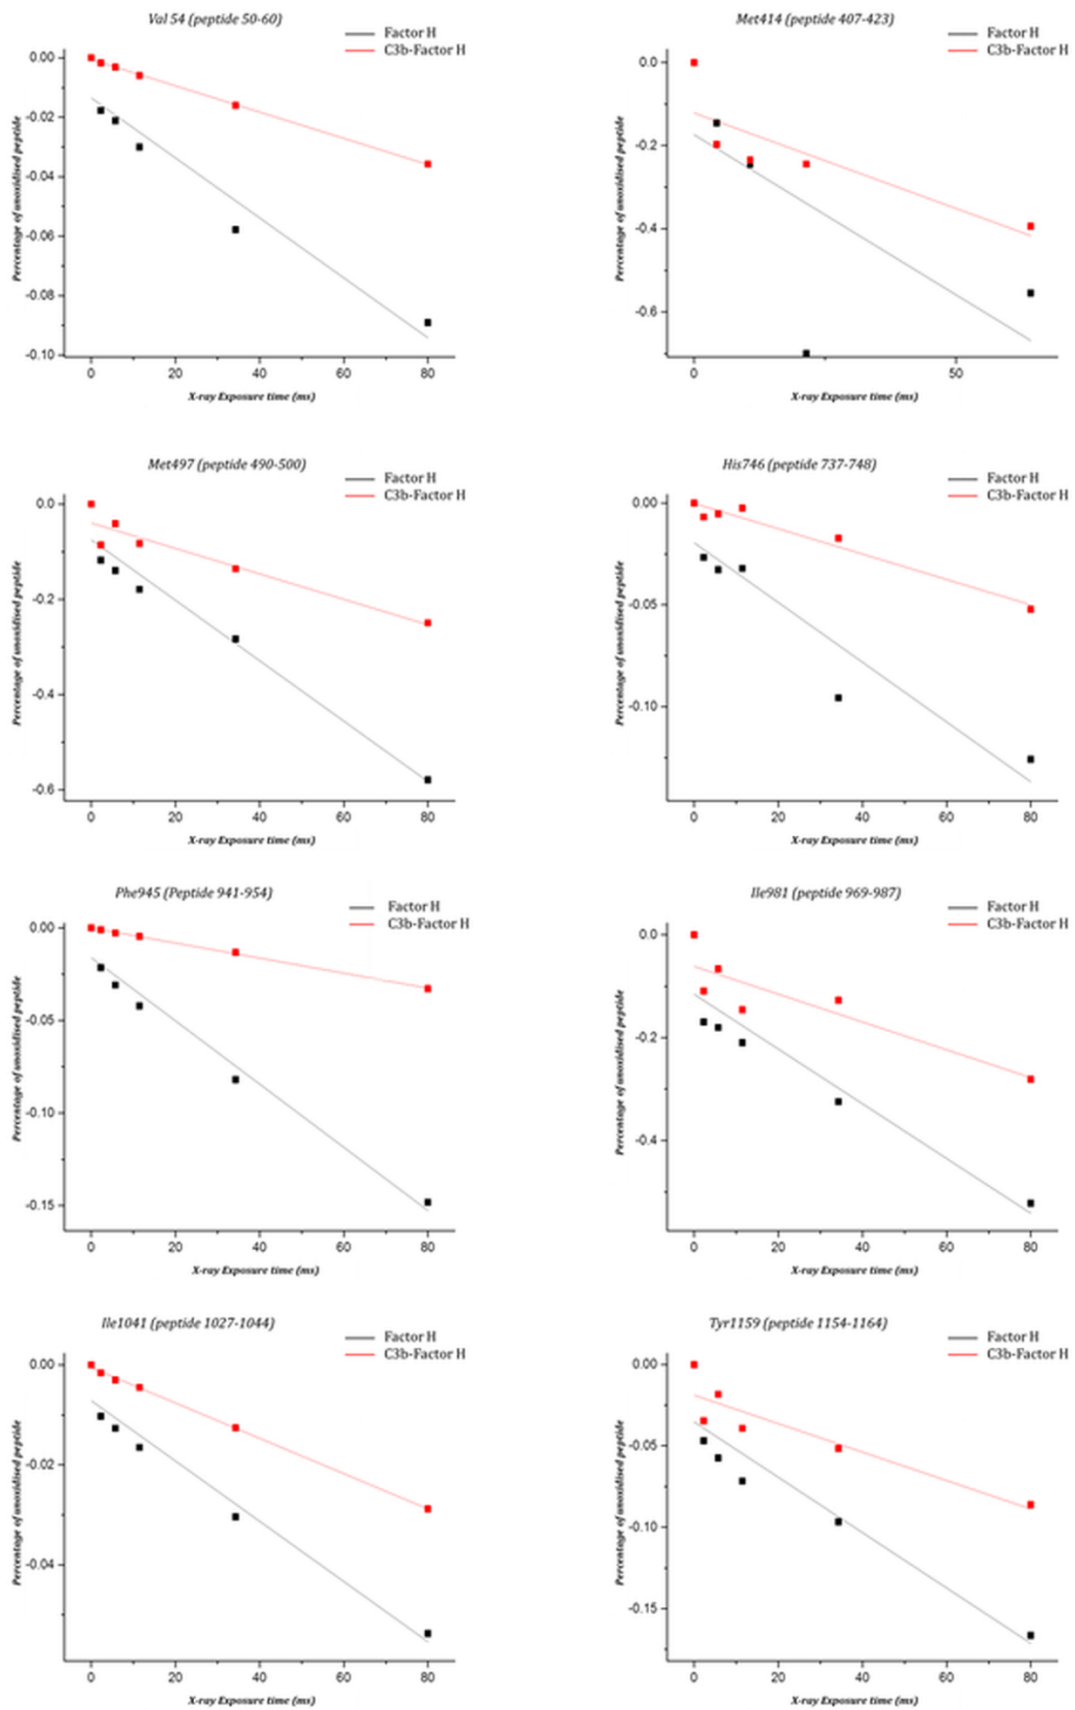 Val 54 (peptide 50-60)
Factor H
C3b-Factor H
Percentage of unoxidised peptide
0.00
-0.02
-0.04
-0.06
-0.08
-0.10
0 20 40 60 80
X-ray Exposure time (ms)
Met414 (peptide 407-423)
Factor H
C3b-Factor H
Percentage of unoxidised peptide
0.0
-0.2
-0.4
-0.6
0 50
X-ray Exposure time (ms)
Met497 (peptide 490-500)
Factor H
C3b-Factor H
Percentage of unoxidised peptide
0.0
-0.2
-0.4
-0.6
0 20 40 60 80
X-ray Exposure time (ms)
His746 (peptide 737-748)
Factor H
C3b-Factor H
Percentage of unoxidised peptide
0.00
-0.05
-0.10
0 20 40 60 80
X-ray Exposure time (ms)
Phe945 (Peptide 941-954)
Factor H
C3b-Factor H
Percentage of unoxidised peptide
0.00
-0.05
-0.10
-0.15
0 20 40 60 80
X-ray Exposure time (ms)
Ile981 (peptide 969-987)
Factor H
C3b-Factor H
Percentage of unoxidised peptide
0.0
-0.2
-0.4
0 20 40 60 80
X-ray Exposure time (ms)
Ile1041 (peptide 1027-1044)
Factor H
C3b-Factor H
Percentage of unoxidised peptide
0.00
-0.02
-0.04
0 20 40 60 80
X-ray Exposure time (ms)
Tyr1159 (peptide 1154-1164)
Factor H
C3b-Factor H
Percentage of unoxidised peptide
0.00
-0.05
-0.10
-0.15
0 20 40 60 80
X-ray Exposure time (ms)